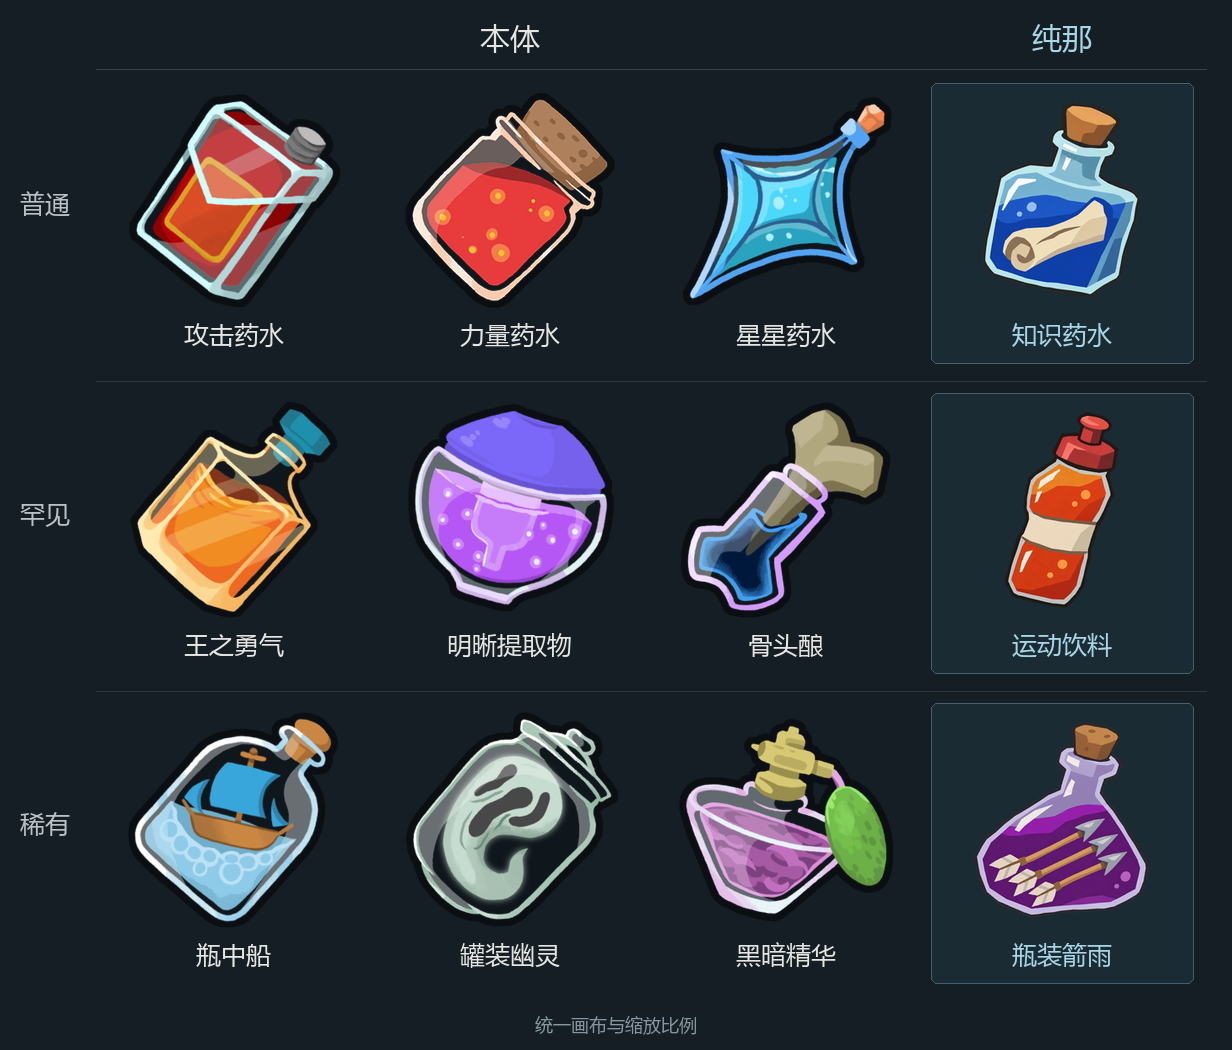 本体 纯那
普通
攻击药水 力量药水 星星药水 知识药水
罕见
王之勇气 明晰提取物 骨头酿 运动饮料
稀有
瓶中船 罐装幽灵 黑暗精华 瓶装箭雨
统一画布与缩放比例